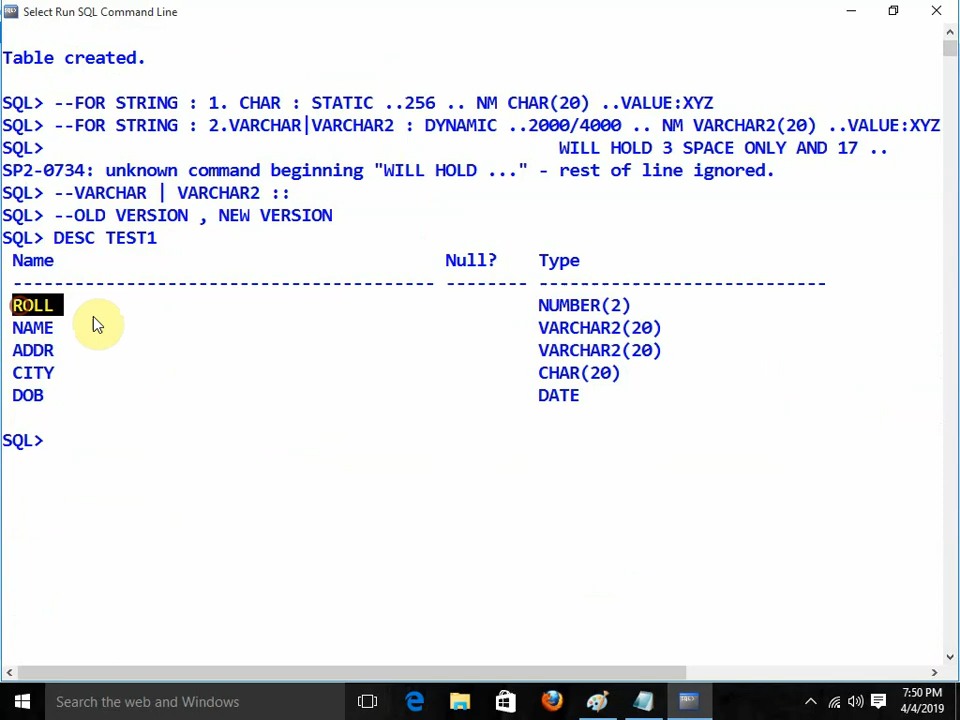 Select Run SQL Command Line
Table created.
SQL> --FOR STRING : 1. CHAR : STATIC ..256 .. NM CHAR(20) ..VALUE:XYZ
SQL> --FOR STRING : 2.VARCHAR|VARCHAR2 : DYNAMIC ..2000/4000 .. NM VARCHAR2(20) ..VALUE:XYZ
SQL> WILL HOLD 3 SPACE ONLY AND 17 ..
SP2-0734: unknown command beginning "WILL HOLD ..." - rest of line ignored.
SQL> --VARCHAR | VARCHAR2 ::
SQL> --OLD VERSION , NEW VERSION
SQL> DESC TEST1
Name Null? Type
----------------------------------------- -------- ----------------------------
ROLL NUMBER(2)
NAME VARCHAR2(20)
ADDR VARCHAR2(20)
CITY CHAR(20)
DOB DATE
SQL>
Search the web and Windows
7:50 PM
4/4/2019